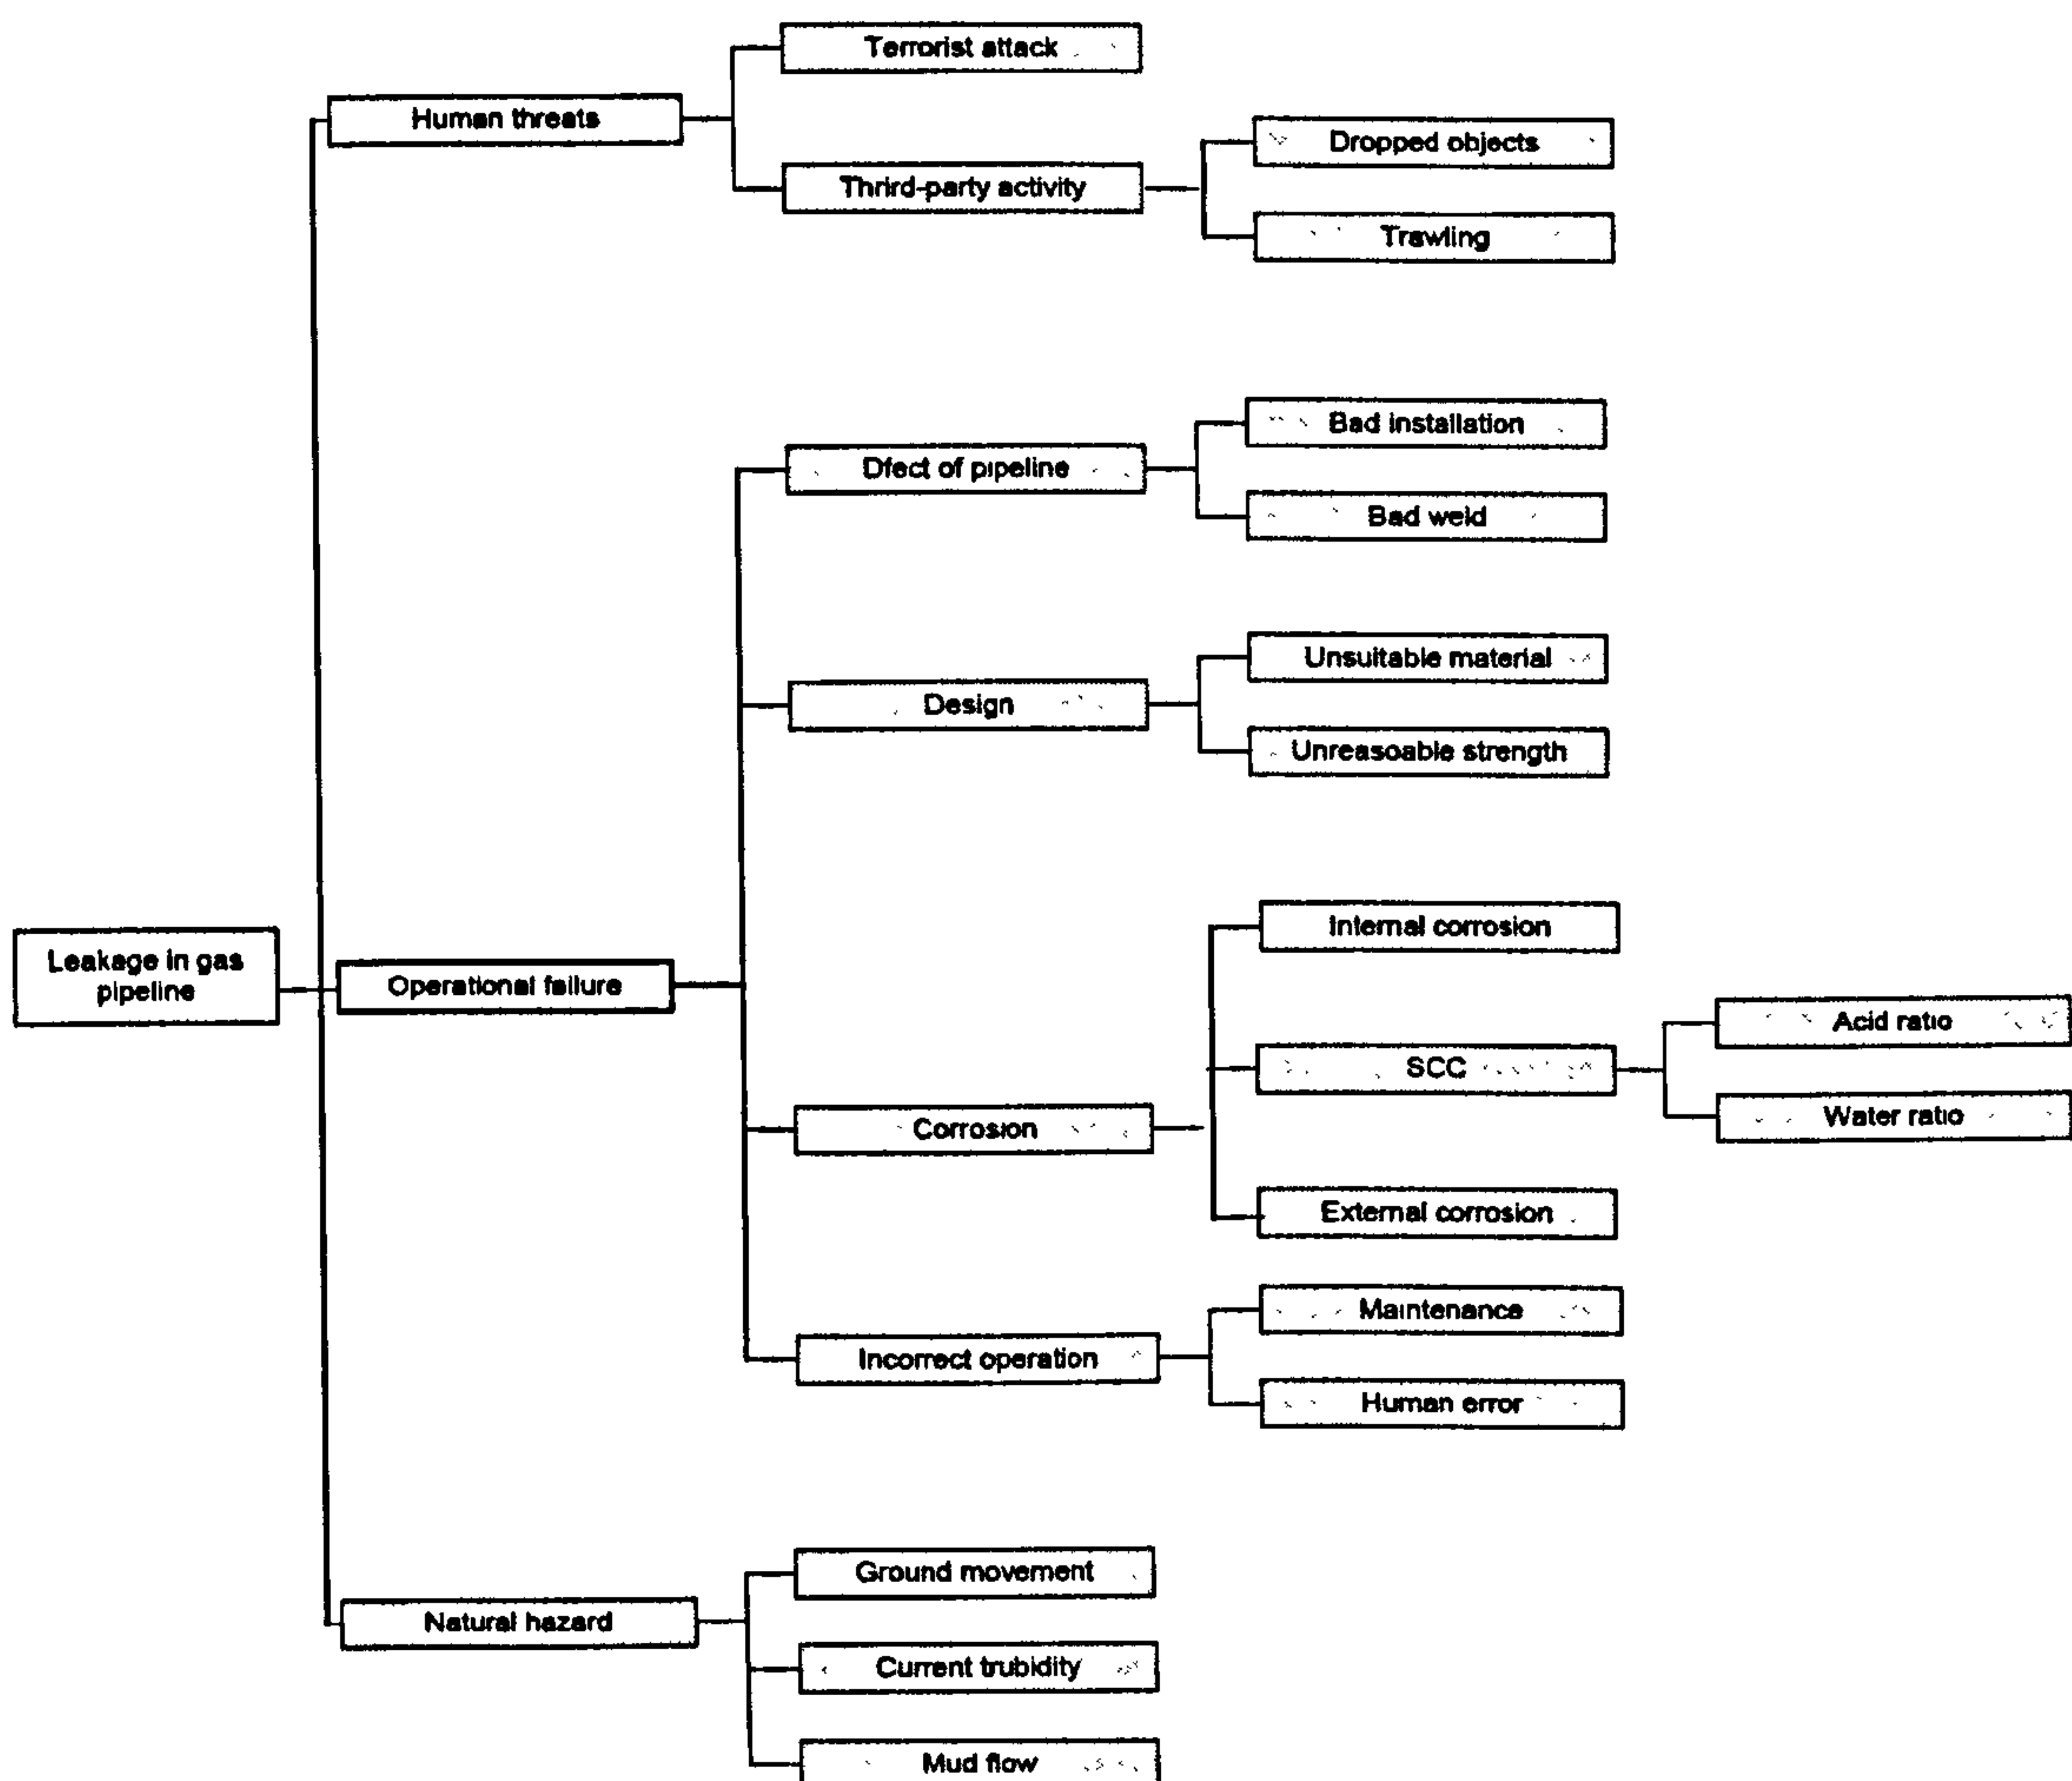 Terrorist attack
Human threats
Dropped objects
Thrird-party activity
Trawling
Bad installation
Dfect of pipeline
Bad weld
Unsuitable material
Design
Unreasoable strength
Internal corrosion
Leakage in gas
pipeline
Operational failure
Acid ratio
SCC
Water ratio
Corrosion
External corrosion
Maintenance
Incorrect operation
Human error
Ground movement
Natural hazard
Current trubidity
Mud flow